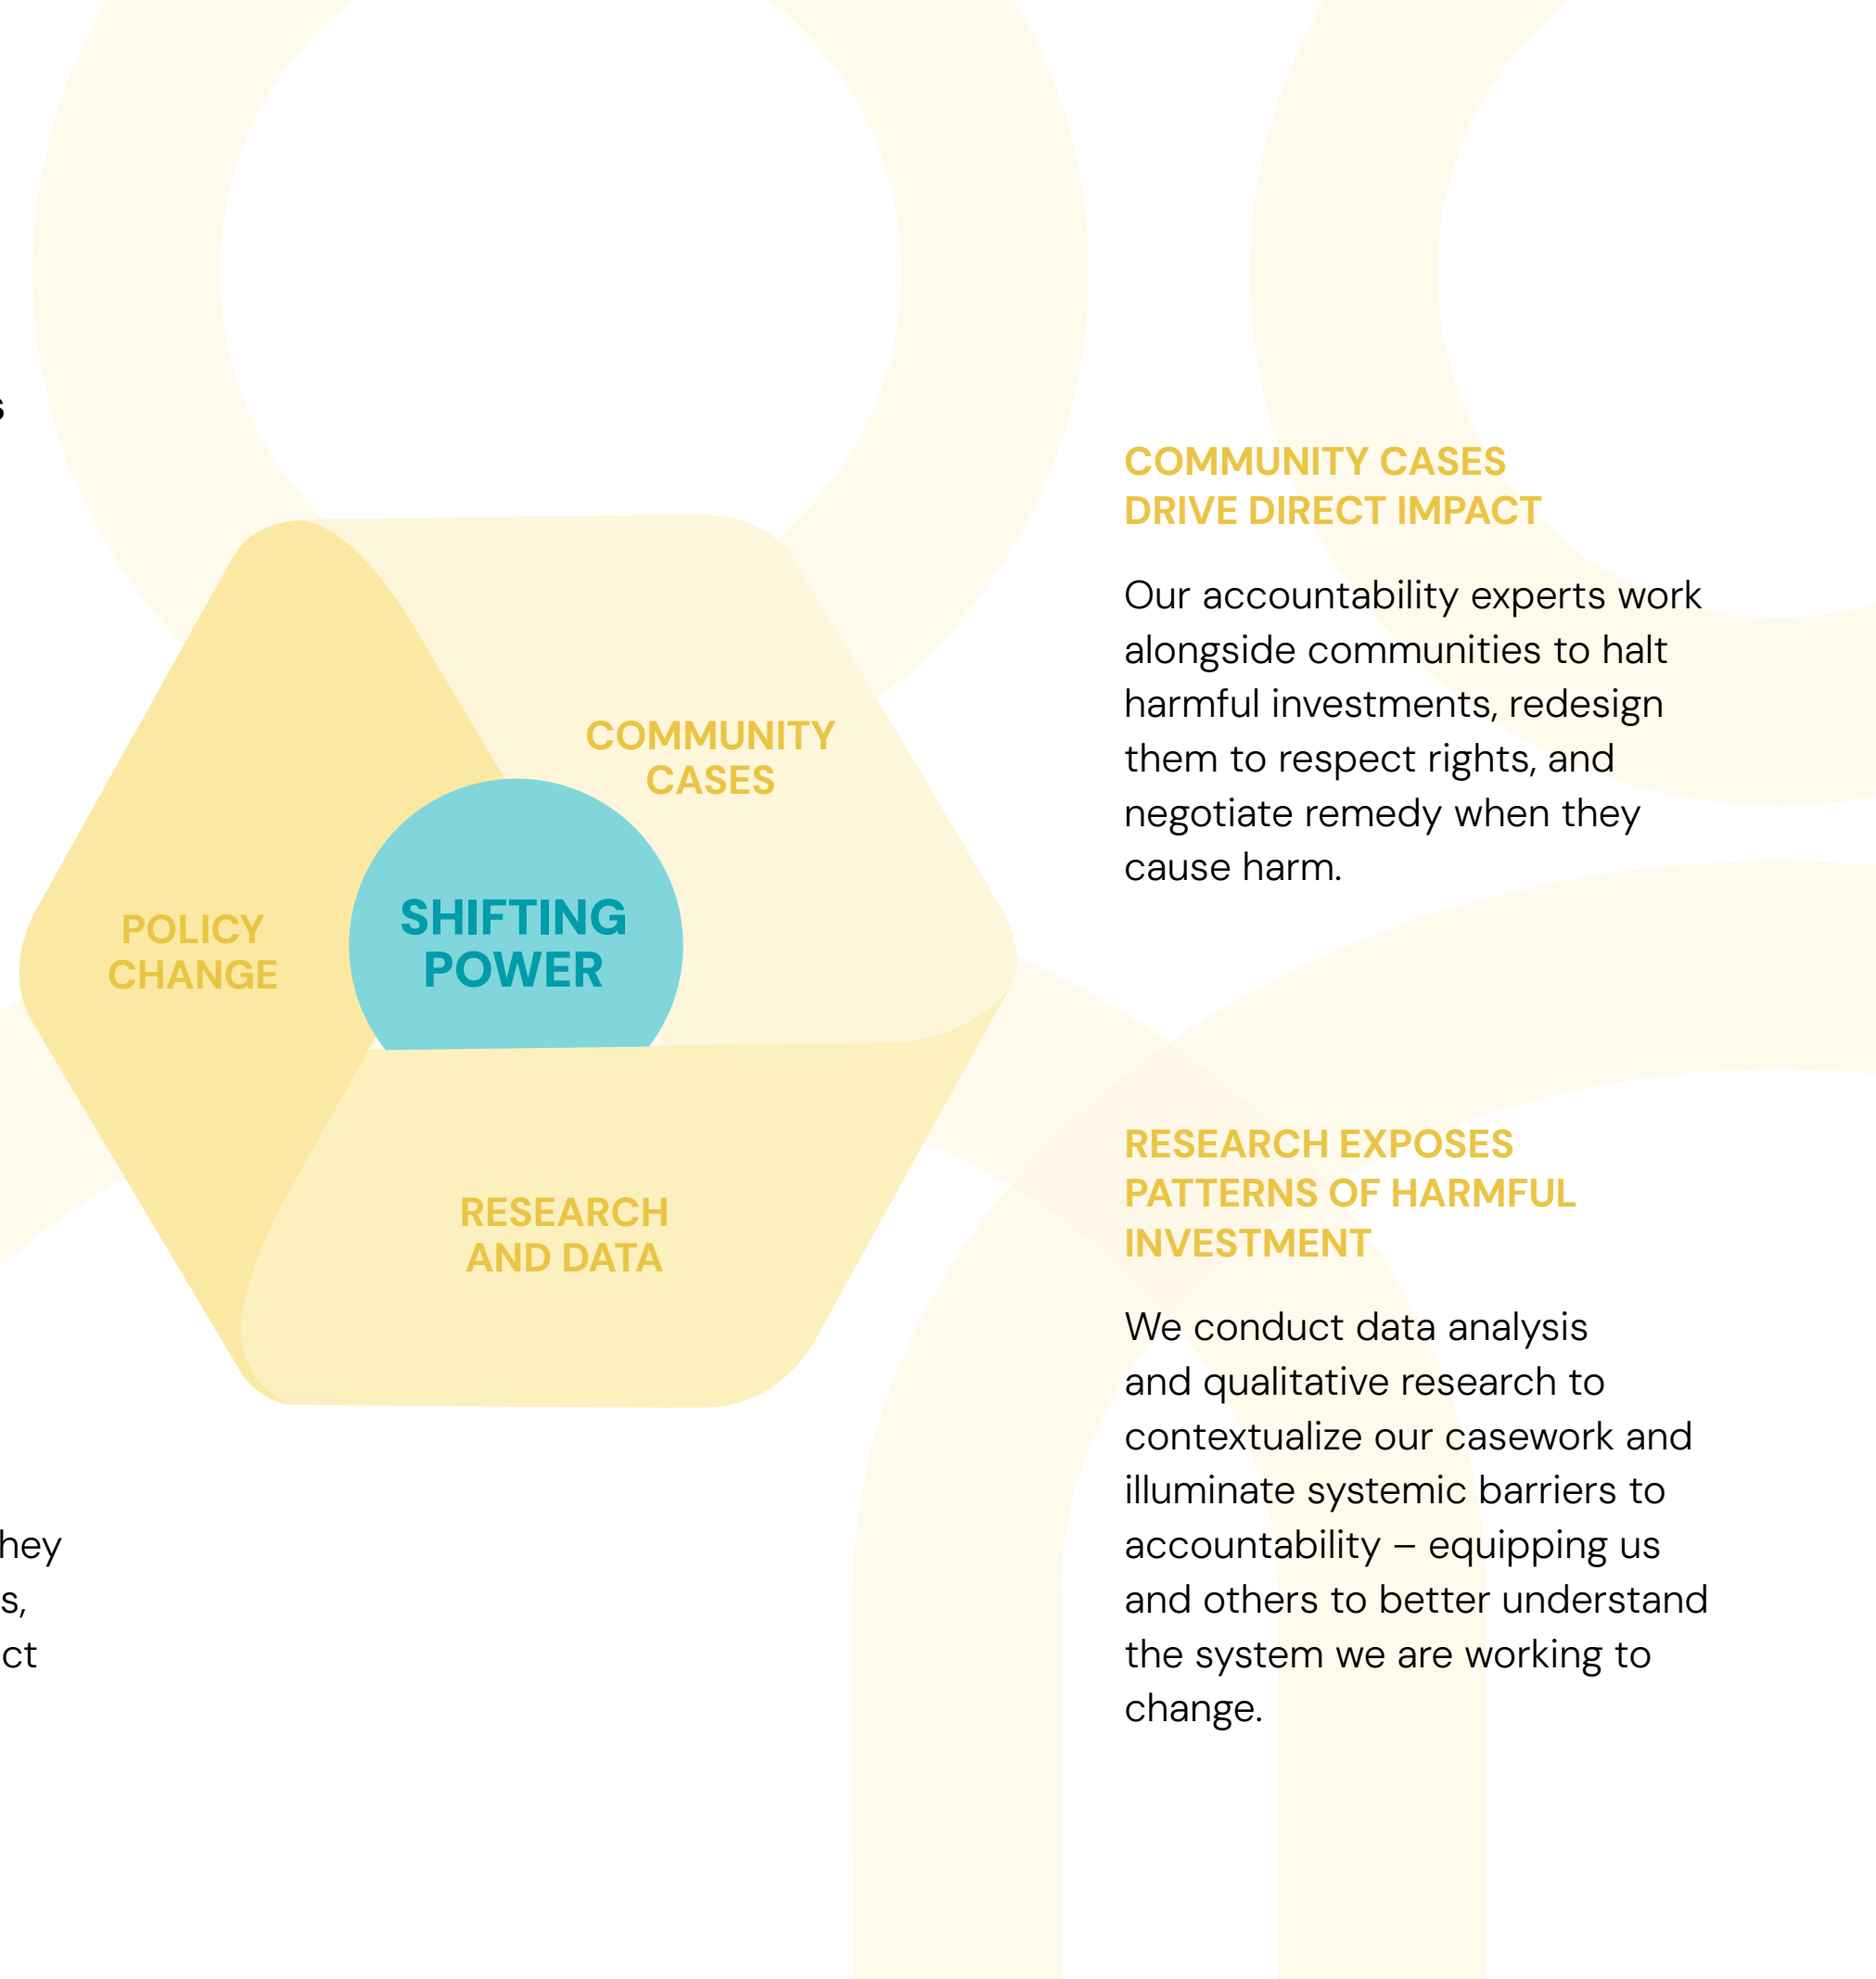 COMMUNITY
CASES
POLICY
CHANGE
SHIFTING
POWER
RESEARCH
AND DATA
COMMUNITY CASES
DRIVE DIRECT IMPACT
Our accountability experts work
alongside communities to halt
harmful investments, redesign
them to respect rights, and
negotiate remedy when they
cause harm.
RESEARCH EXPOSES
PATTERNS OF HARMFUL
INVESTMENT
We conduct data analysis
and qualitative research to
contextualize our casework and
illuminate systemic barriers to
accountability – equipping us
and others to better understand
the system we are working to
change.